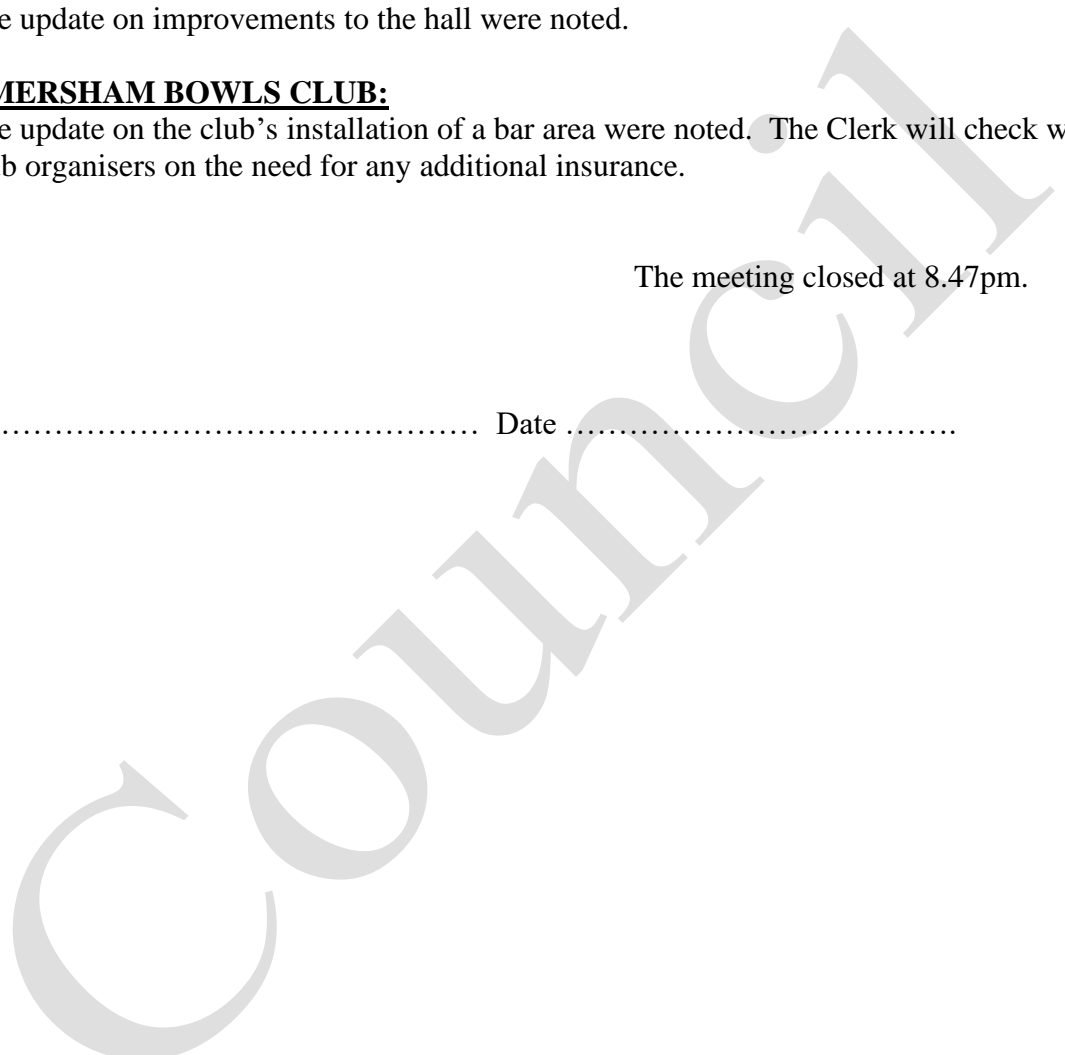 e update on improvements to the hall were noted.
MERSHAM BOWLS CLUB:
e update on the club’s installation of a bar area were noted.  The Clerk will check w
b organisers on the need for any additional insurance.
The meeting closed at 8.47pm.
………………………………………  Date ……………………………….
Council